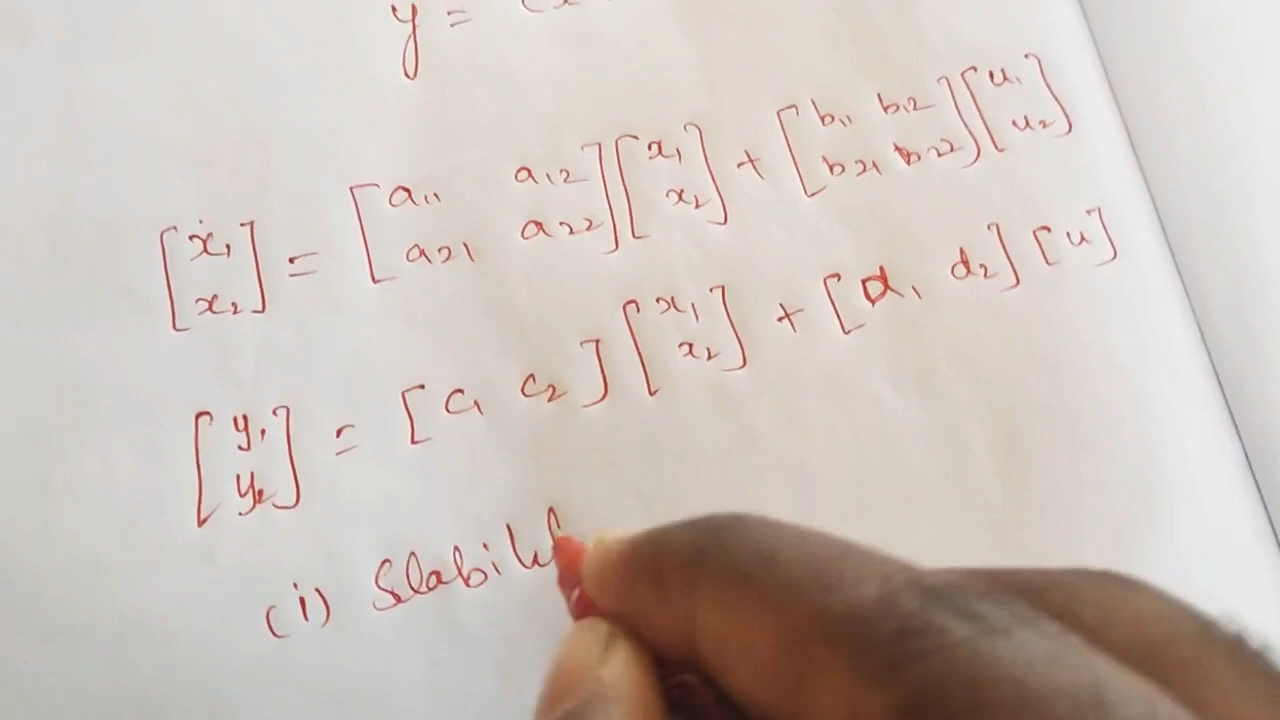 y =
[ẋ₁ x₂] = [a₁₁ a₁₂ a₂₁ a₂₂] [x₁ x₂] + [b₁₁ b₁₂ b₂₁ b₂₂] [u₁ u₂]
[y₁ y₂] = [c₁ c₂] [x₁ x₂] + [d₁ d₂] [u]
(i) Stabilit